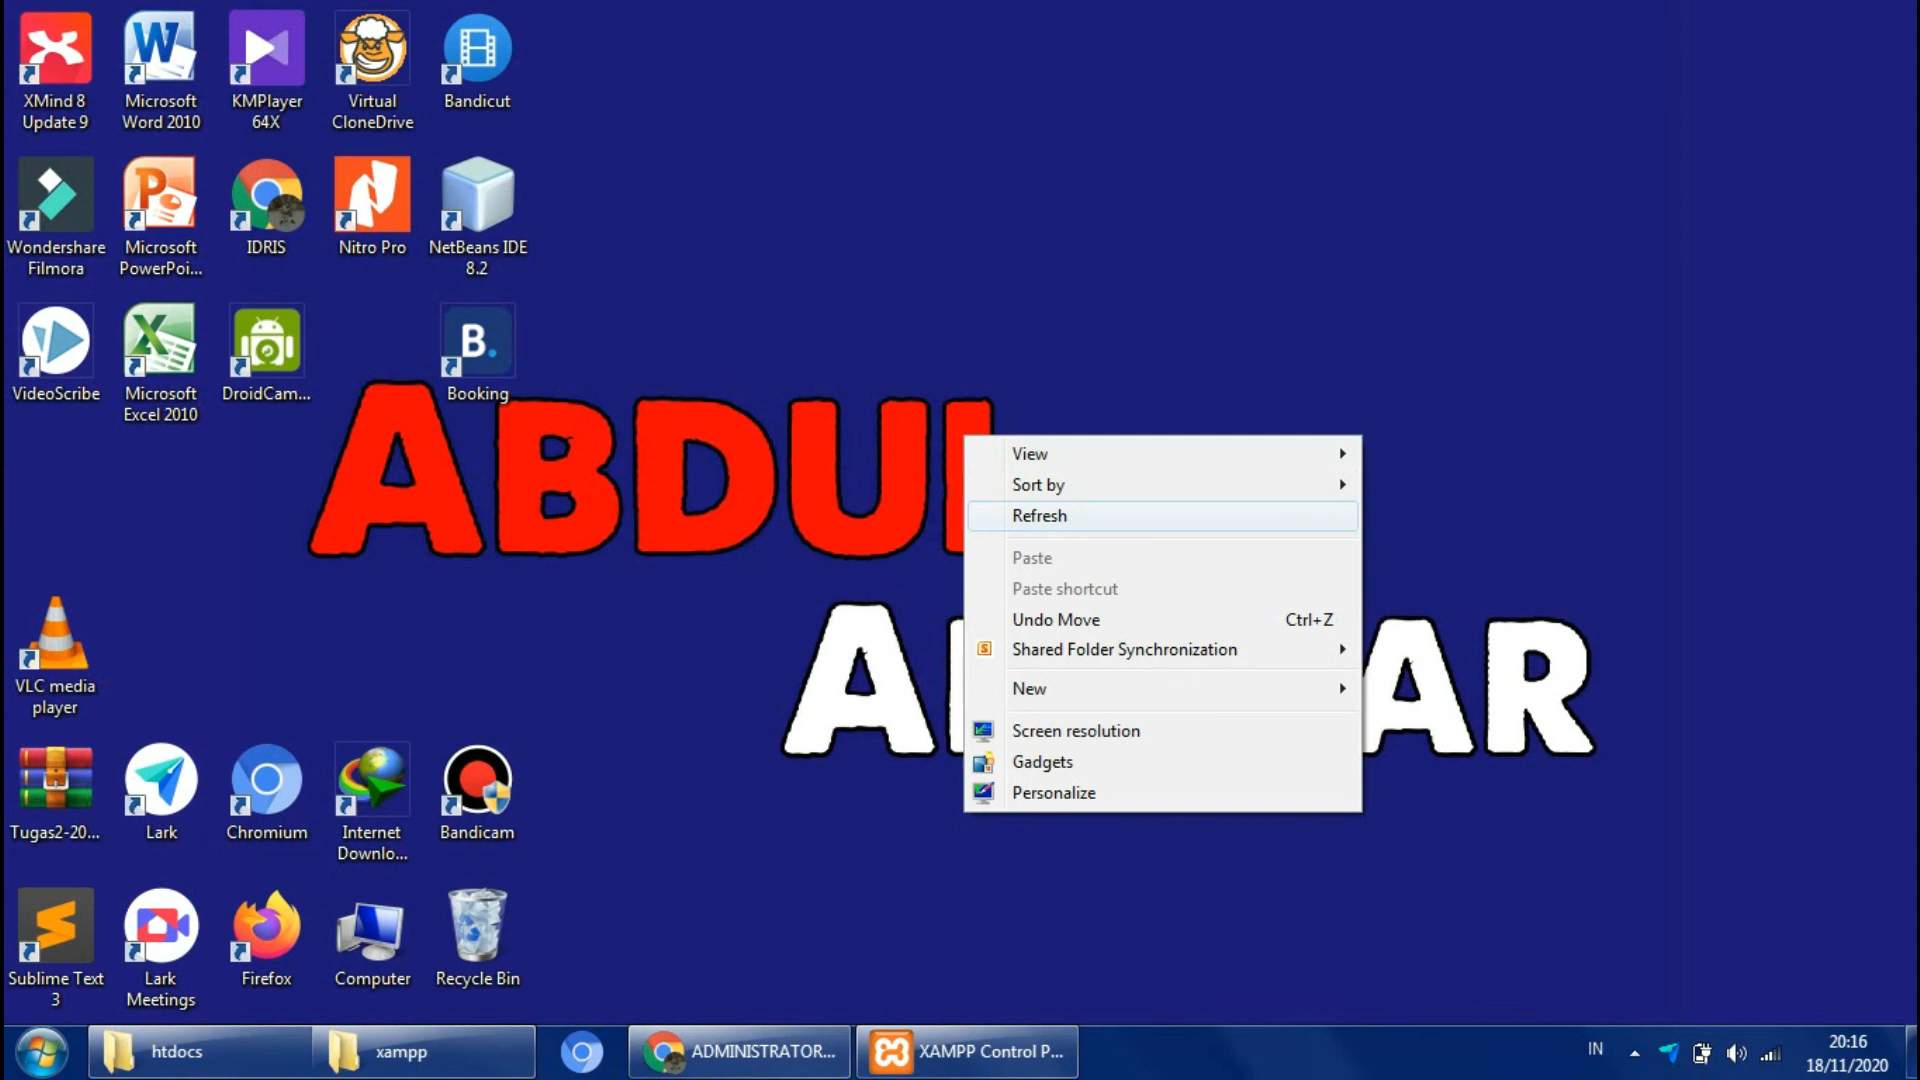 XMind 8
Update 9
Microsoft
Word 2010
KMPlayer
64X
Virtual
CloneDrive
Bandicut
Wondershare
Filmora
Microsoft
PowerPoi...
IDRIS
Nitro Pro
NetBeans IDE
8.2
VideoScribe
Microsoft
Excel 2010
DroidCam...
B.
Booking
ABDUL
View
Sort by
Refresh
Paste
Paste shortcut
Undo Move Ctrl+Z
Shared Folder Synchronization
New
Screen resolution
Gadgets
Personalize
VLC media
player
Tugas2-20...
Lark
Chromium
Internet
Downlo...
Bandicam
Sublime Text
3
Lark
Meetings
Firefox
Computer
Recycle Bin
htdocs
xampp
ADMINISTRATOR...
XAMPP Control P...
IN
20:16
18/11/2020